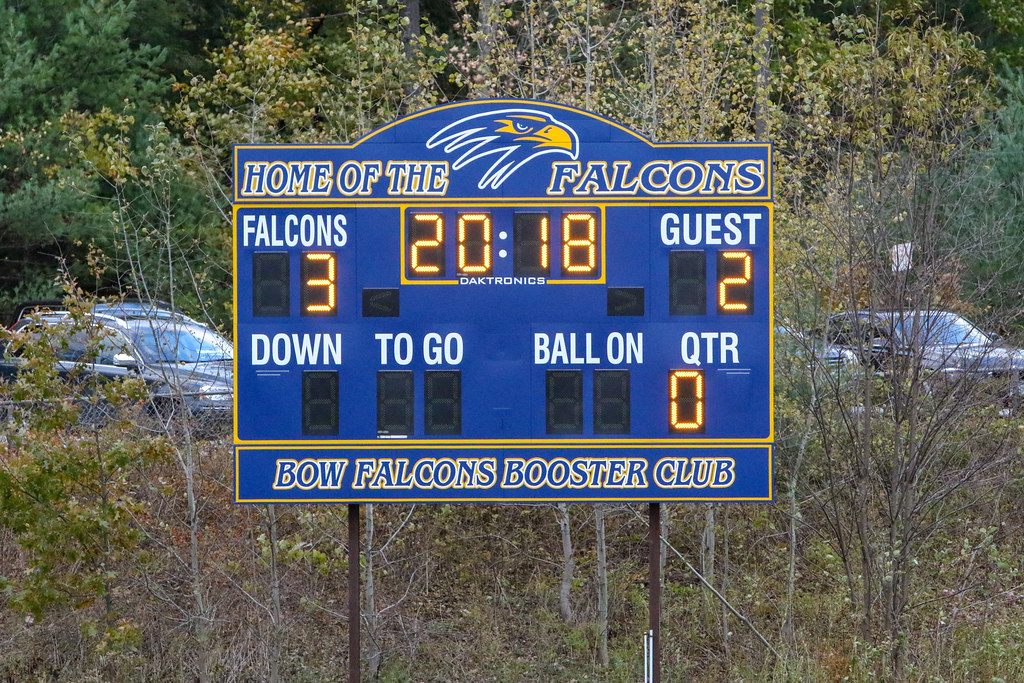 HOME OF THE FALCONS
FALCONS 20:18 GUEST
DAKTRONICS
3 < > 2
DOWN TO GO BALL ON QTR
0
BOW FALCONS BOOSTER CLUB